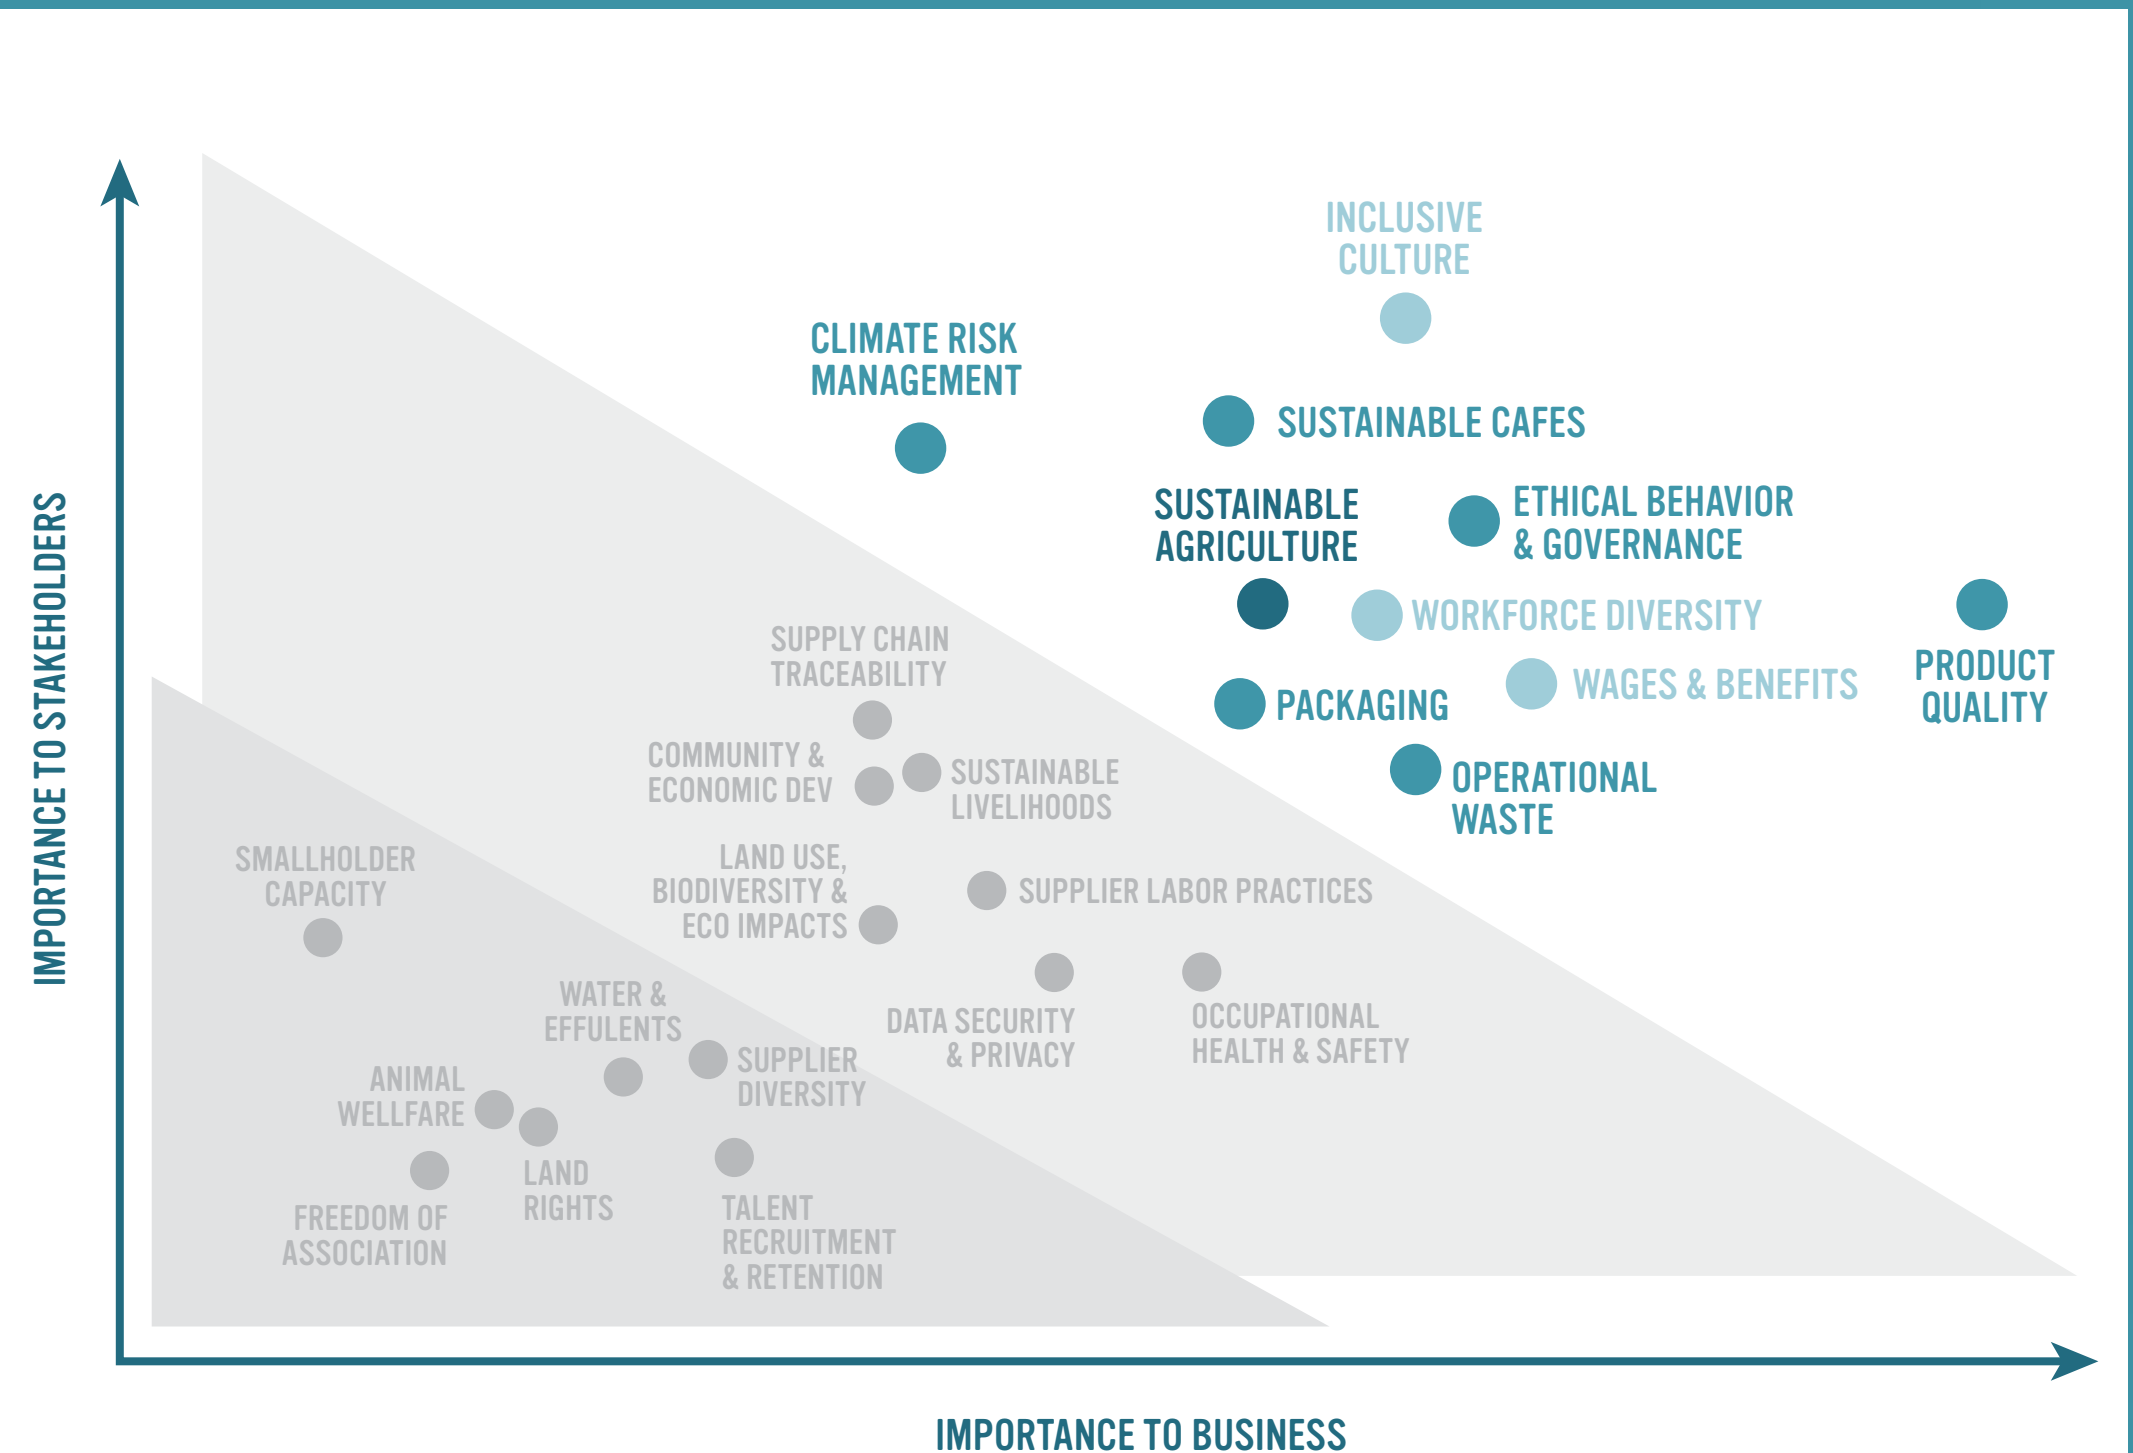 INCLUSIVE
CULTURE
CLIMATE RISK
MANAGEMENT
SUSTAINABLE CAFES
SUSTAINABLE
AGRICULTURE
ETHICAL BEHAVIOR
& GOVERNANCE
WORKFORCE DIVERSITY
WAGES & BENEFITS
PRODUCT
QUALITY
PACKAGING
OPERATIONAL
WASTE
SUPPLY CHAIN
TRACEABILITY
COMMUNITY &
ECONOMIC DEV
SUSTAINABLE
LIVELIHOODS
LAND USE,
BIODIVERSITY &
ECO IMPACTS
SUPPLIER LABOR PRACTICES
SMALLHOLDER
CAPACITY
WATER &
EFFULENTS
DATA SECURITY
& PRIVACY
OCCUPATIONAL
HEALTH & SAFETY
SUPPLIER
DIVERSITY
ANIMAL
WELLFARE
LAND
RIGHTS
FREEDOM OF
ASSOCIATION
TALENT
RECRUITMENT
& RETENTION
IMPORTANCE TO STAKEHOLDERS
IMPORTANCE TO BUSINESS